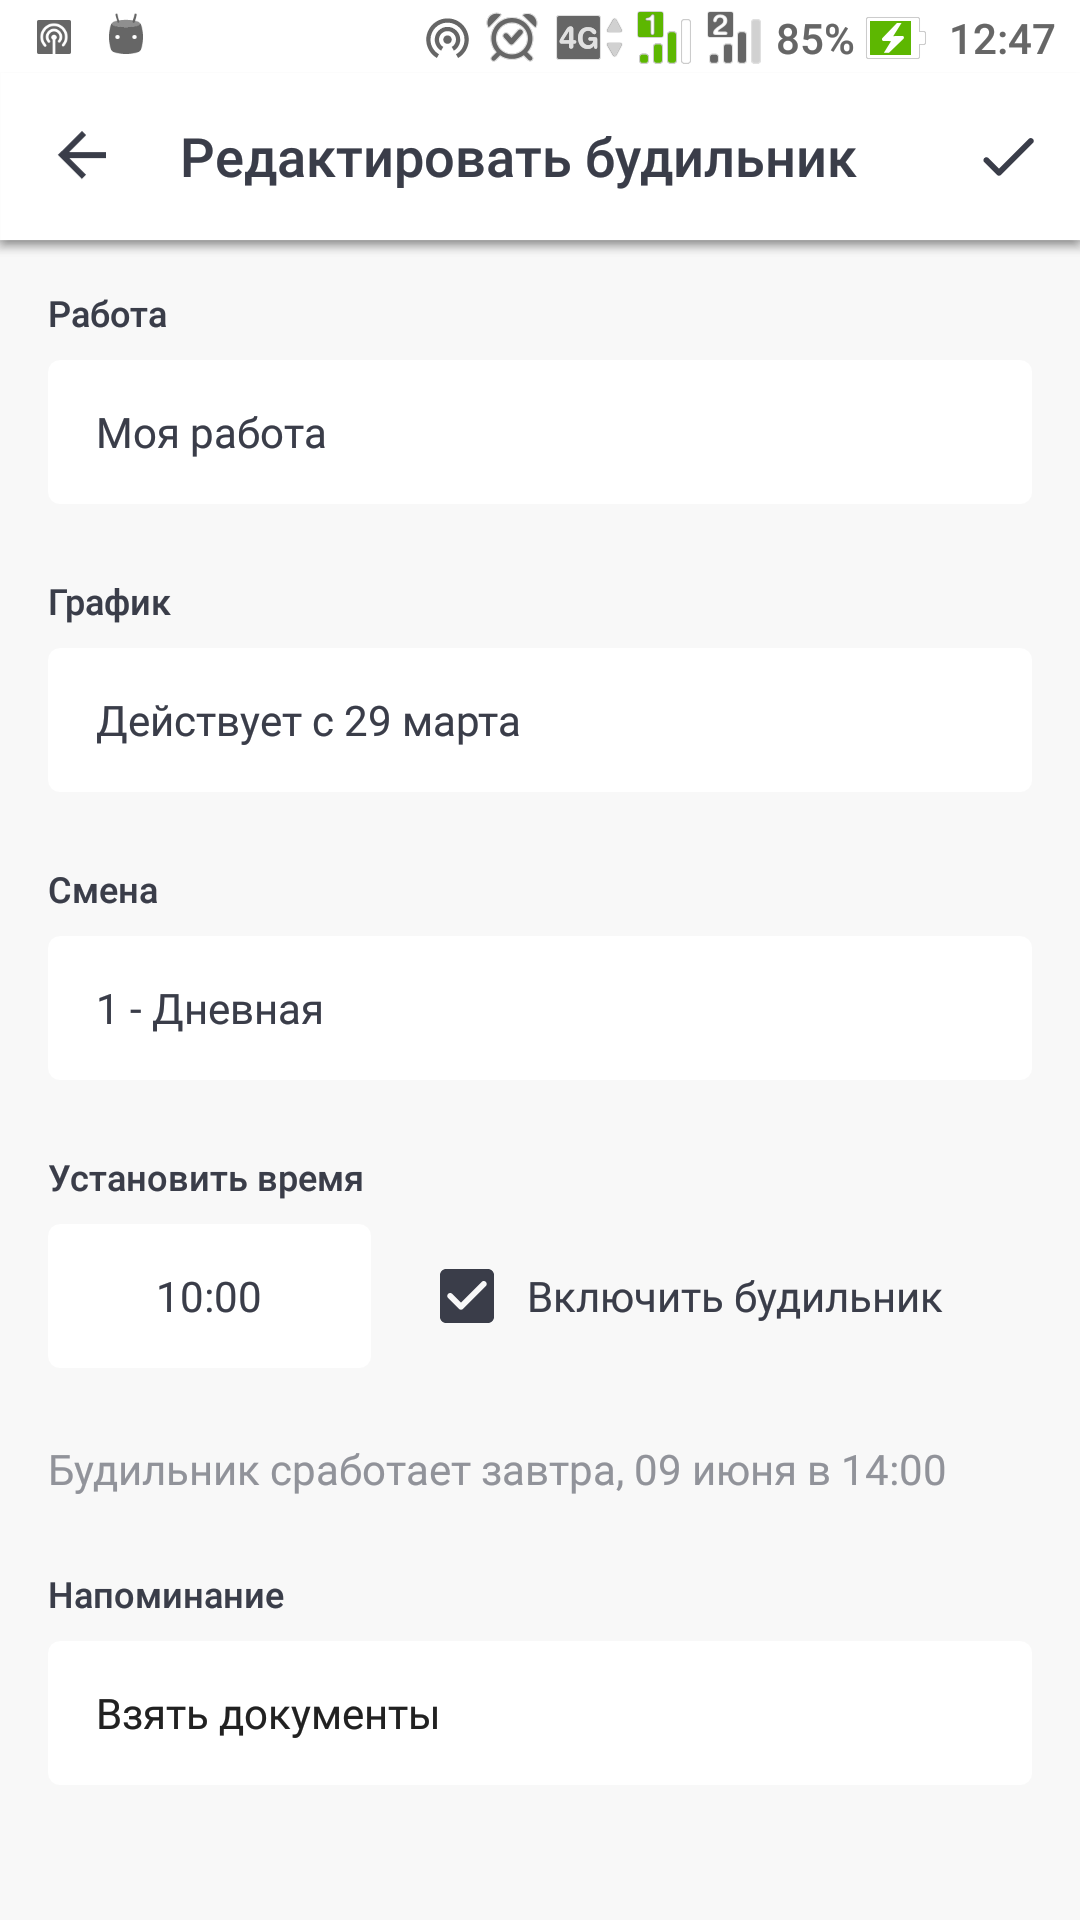 4G 1 2 85% 12:47
Редактировать будильник
Работа
Моя работа
График
Действует с 29 марта
Смена
1 - Дневная
Установить время
10:00 Включить будильник
Будильник сработает завтра, 09 июня в 14:00
Напоминание
Взять документы